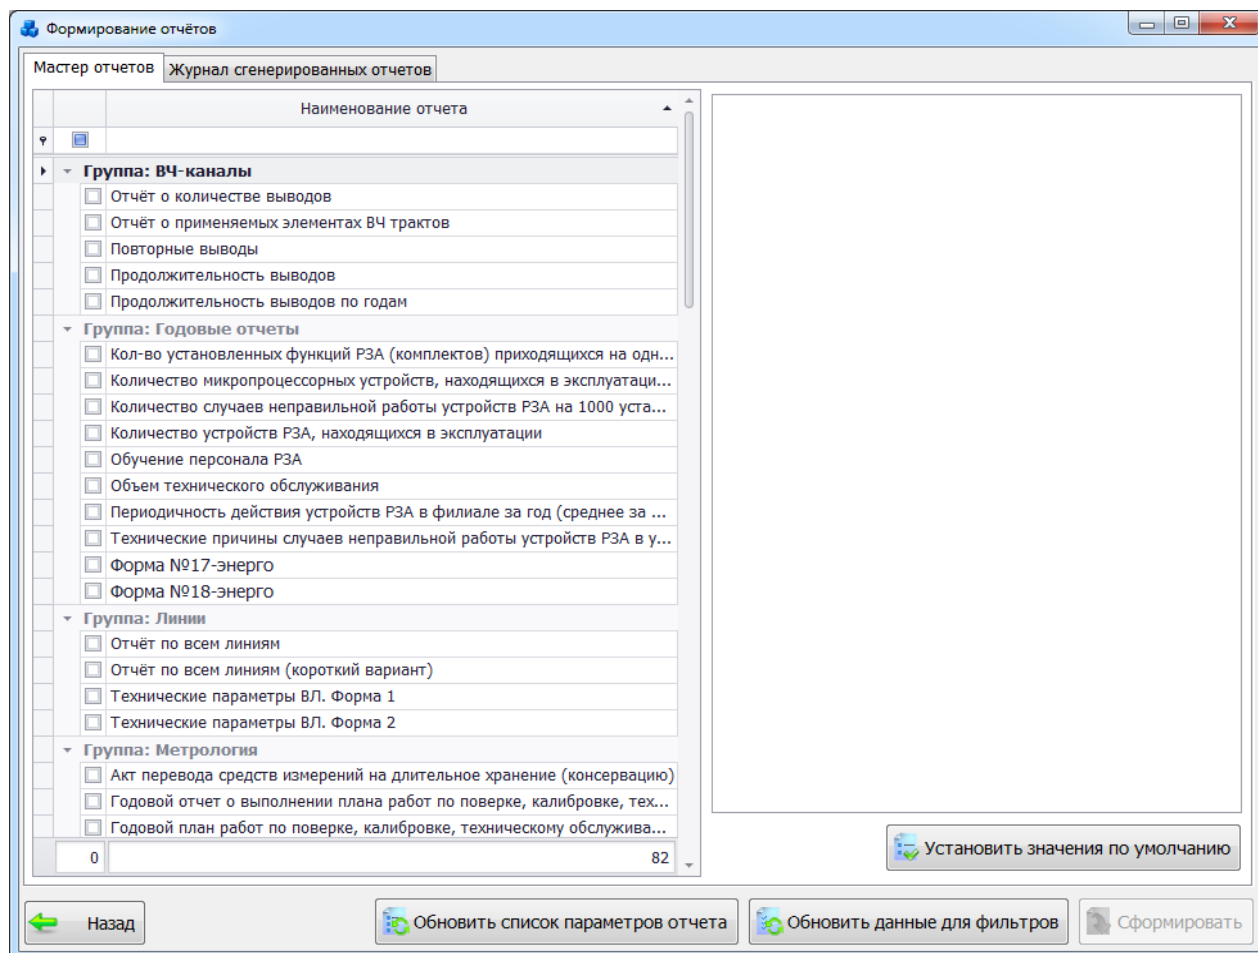 Формирование отчётов
Мастер отчетов Журнал сгенерированных отчетов
Наименование отчета
Группа: ВЧ-каналы
Отчёт о количестве выводов
Отчёт о применяемых элементах ВЧ трактов
Повторные выводы
Продолжительность выводов
Продолжительность выводов по годам
Группа: Годовые отчеты
Кол-во установленных функций РЗА (комплектов) приходящихся на одн...
Количество микропроцессорных устройств, находящихся в эксплуатаци...
Количество случаев неправильной работы устройств РЗА на 1000 уста...
Количество устройств РЗА, находящихся в эксплуатации
Обучение персонала РЗА
Объем технического обслуживания
Периодичность действия устройств РЗА в филиале за год (среднее за ...
Технические причины случаев неправильной работы устройств РЗА в у...
Форма №17-энерго
Форма №18-энерго
Группа: Линии
Отчёт по всем линиям
Отчёт по всем линиям (короткий вариант)
Технические параметры ВЛ. Форма 1
Технические параметры ВЛ. Форма 2
Группа: Метрология
Акт перевода средств измерений на длительное хранение (консервацию)
Годовой отчет о выполнении плана работ по поверке, калибровке, тех...
Годовой план работ по поверке, калибровке, техническому обслужива...
0 82
Установить значения по умолчанию
Назад Обновить список параметров отчета Обновить данные для фильтров Сформировать